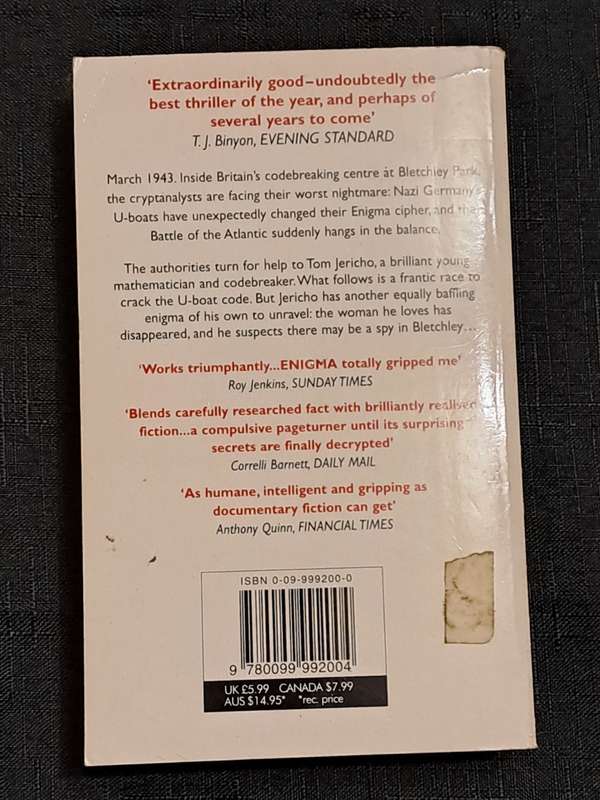 ‘Extraordinarily good–undoubtedly the
best thriller of the year, and perhaps of
several years to come’
T. J. Binyon, EVENING STANDARD
March 1943. Inside Britain's codebreaking centre at Bletchley Park,
the cryptanalysts are facing their worst nightmare: Nazi Germany's
U-boats have unexpectedly changed their Enigma cipher, and the
Battle of the Atlantic suddenly hangs in the balance.
The authorities turn for help to Tom Jericho, a brilliant young
mathematician and codebreaker. What follows is a frantic race to
crack the U-boat code. But Jericho has another equally baffling
enigma of his own to unravel: the woman he loves has
disappeared, and he suspects there may be a spy in Bletchley...
‘Works triumphantly...ENIGMA totally gripped me’
Roy Jenkins, SUNDAY TIMES
‘Blends carefully researched fact with brilliantly realised
fiction...a compulsive pageturner until its surprising
secrets are finally decrypted’
Correlli Barnett, DAILY MAIL
‘As humane, intelligent and gripping as
documentary fiction can get’
Anthony Quinn, FINANCIAL TIMES
ISBN 0-09-999200-0
9 780099 992004
UK £5.99 CANADA $7.99
AUS $14.95* *rec. price